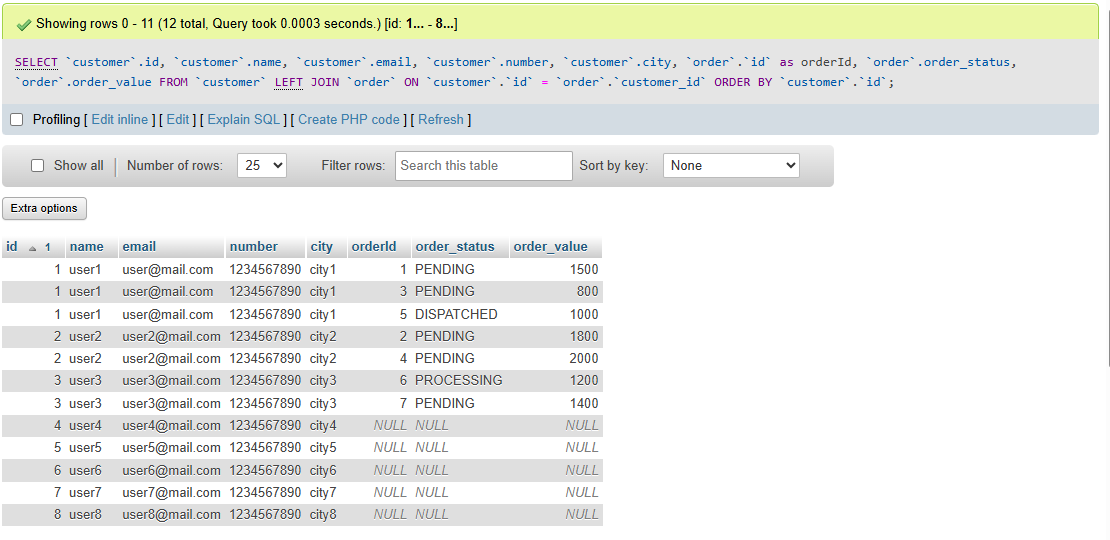 Showing rows 0 - 11 (12 total, Query took 0.0003 seconds.) [id: 1... - 8...]
SELECT `customer`.id, `customer`.name, `customer`.email, `customer`.number, `customer`.city, `order`.`id` as orderId, `order`.order_status,
`order`.order_value FROM `customer` LEFT JOIN `order` ON `customer`.`id` = `order`.`customer_id` ORDER BY `customer`.`id`;
Profiling [ Edit inline ] [ Edit ] [ Explain SQL ] [ Create PHP code ] [ Refresh ]
Show all Number of rows: 25 Filter rows: Search this table Sort by key: None
Extra options
id 1 name email number city orderId order_status order_value
1 user1 user@mail.com 1234567890 city1 1 PENDING 1500
1 user1 user@mail.com 1234567890 city1 3 PENDING 800
1 user1 user@mail.com 1234567890 city1 5 DISPATCHED 1000
2 user2 user2@mail.com 1234567890 city2 2 PENDING 1800
2 user2 user2@mail.com 1234567890 city2 4 PENDING 2000
3 user3 user3@mail.com 1234567890 city3 6 PROCESSING 1200
3 user3 user3@mail.com 1234567890 city3 7 PENDING 1400
4 user4 user4@mail.com 1234567890 city4 NULL NULL NULL
5 user5 user5@mail.com 1234567890 city5 NULL NULL NULL
6 user6 user6@mail.com 1234567890 city6 NULL NULL NULL
7 user7 user7@mail.com 1234567890 city7 NULL NULL NULL
8 user8 user8@mail.com 1234567890 city8 NULL NULL NULL